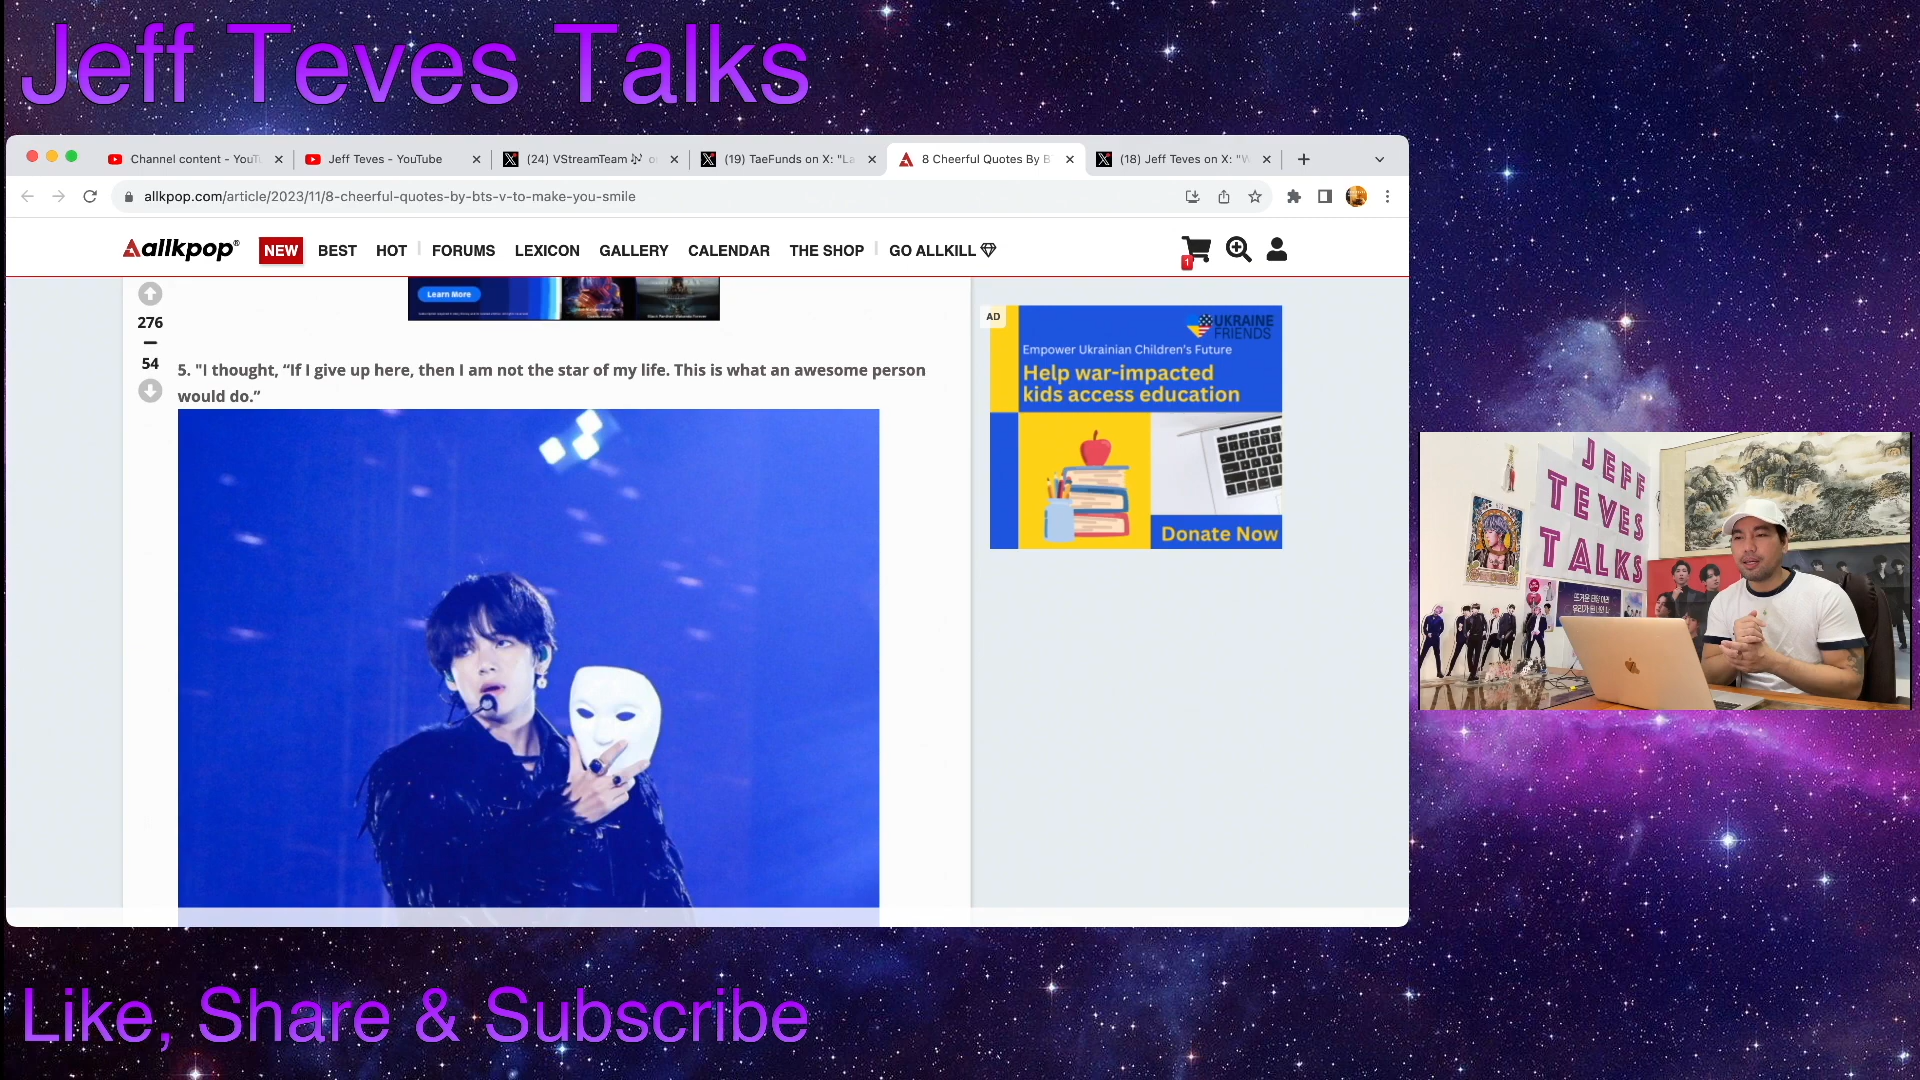 Jeff Teves Talks
Channel content - YouT
Jeff Teves - YouTube
(24) VStreamTeam
(19) TaeFunds on X: "La
8 Cheerful Quotes By B
(18) Jeff Teves on X: "W
allkpop.com/article/2023/11/8-cheerful-quotes-by-bts-v-to-make-you-smile
allkpop®
NEW
BEST
HOT
FORUMS
LEXICON
GALLERY
CALENDAR
THE SHOP
GO ALLKILL
1
Learn More
276
54
5. "I thought, “If I give up here, then I am not the star of my life. This is what an awesome person
would do.”
AD
UKRAINE
FRIENDS
Empower Ukrainian Children's Future
Help war-impacted
kids access education
Donate Now
JEFF
TEVES
TALKS
Like, Share & Subscribe